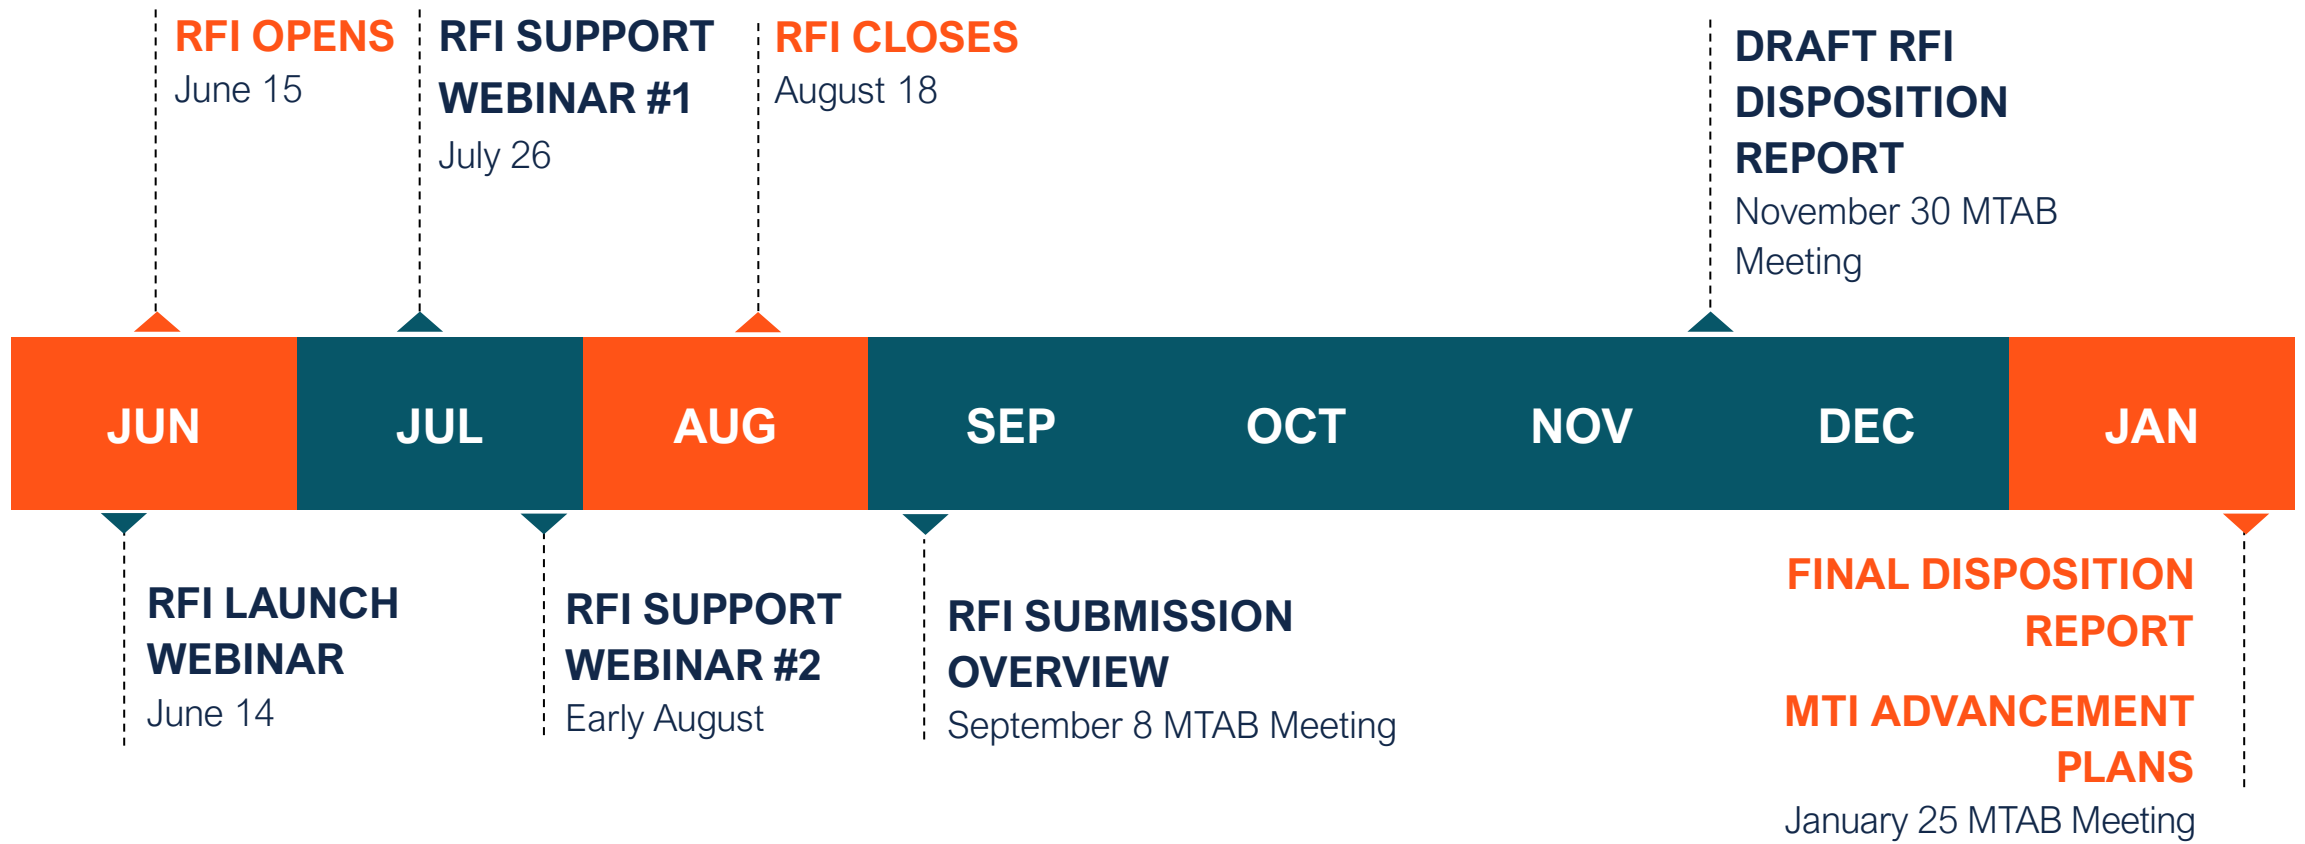 RFI OPENS
June 15
RFI SUPPORT
WEBINAR #1
July 26
RFI CLOSES
August 18
DRAFT RFI
DISPOSITION
REPORT
November 30 MTAB
Meeting
JUN
JUL
AUG
SEP
OCT
NOV
DEC
JAN
RFI LAUNCH
WEBINAR
June 14
RFI SUPPORT
WEBINAR #2
Early August
RFI SUBMISSION
OVERVIEW
September 8 MTAB Meeting
FINAL DISPOSITION
REPORT
MTI ADVANCEMENT
PLANS
January 25 MTAB Meeting